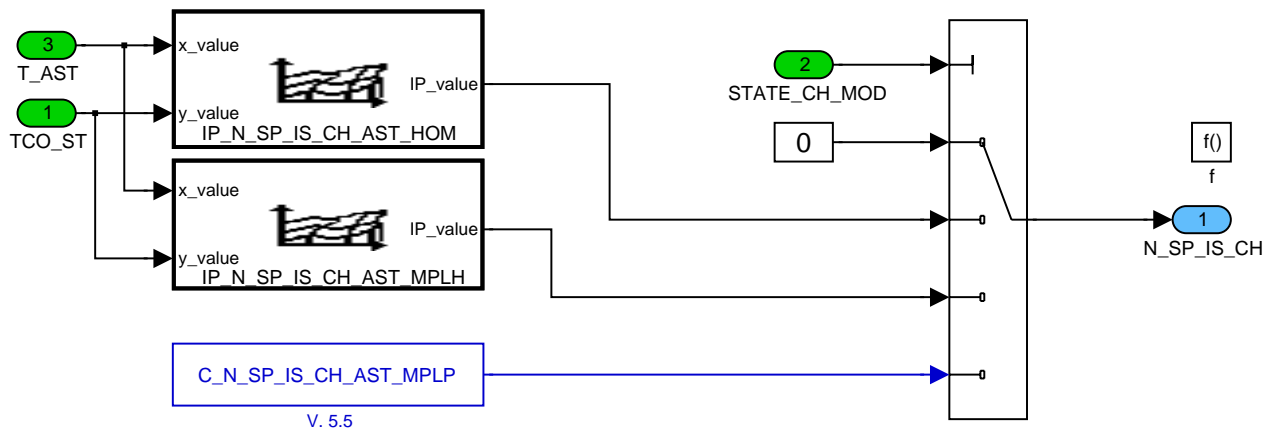 3
T_AST
1
TCO_ST
x_value
y_value
IP_value
IP_N_SP_IS_CH_AST_HOM
x_value
y_value
IP_value
IP_N_SP_IS_CH_AST_MPLH
C_N_SP_IS_CH_AST_MPLP
V. 5.5
2
STATE_CH_MOD
0
f()
f
1
N_SP_IS_CH